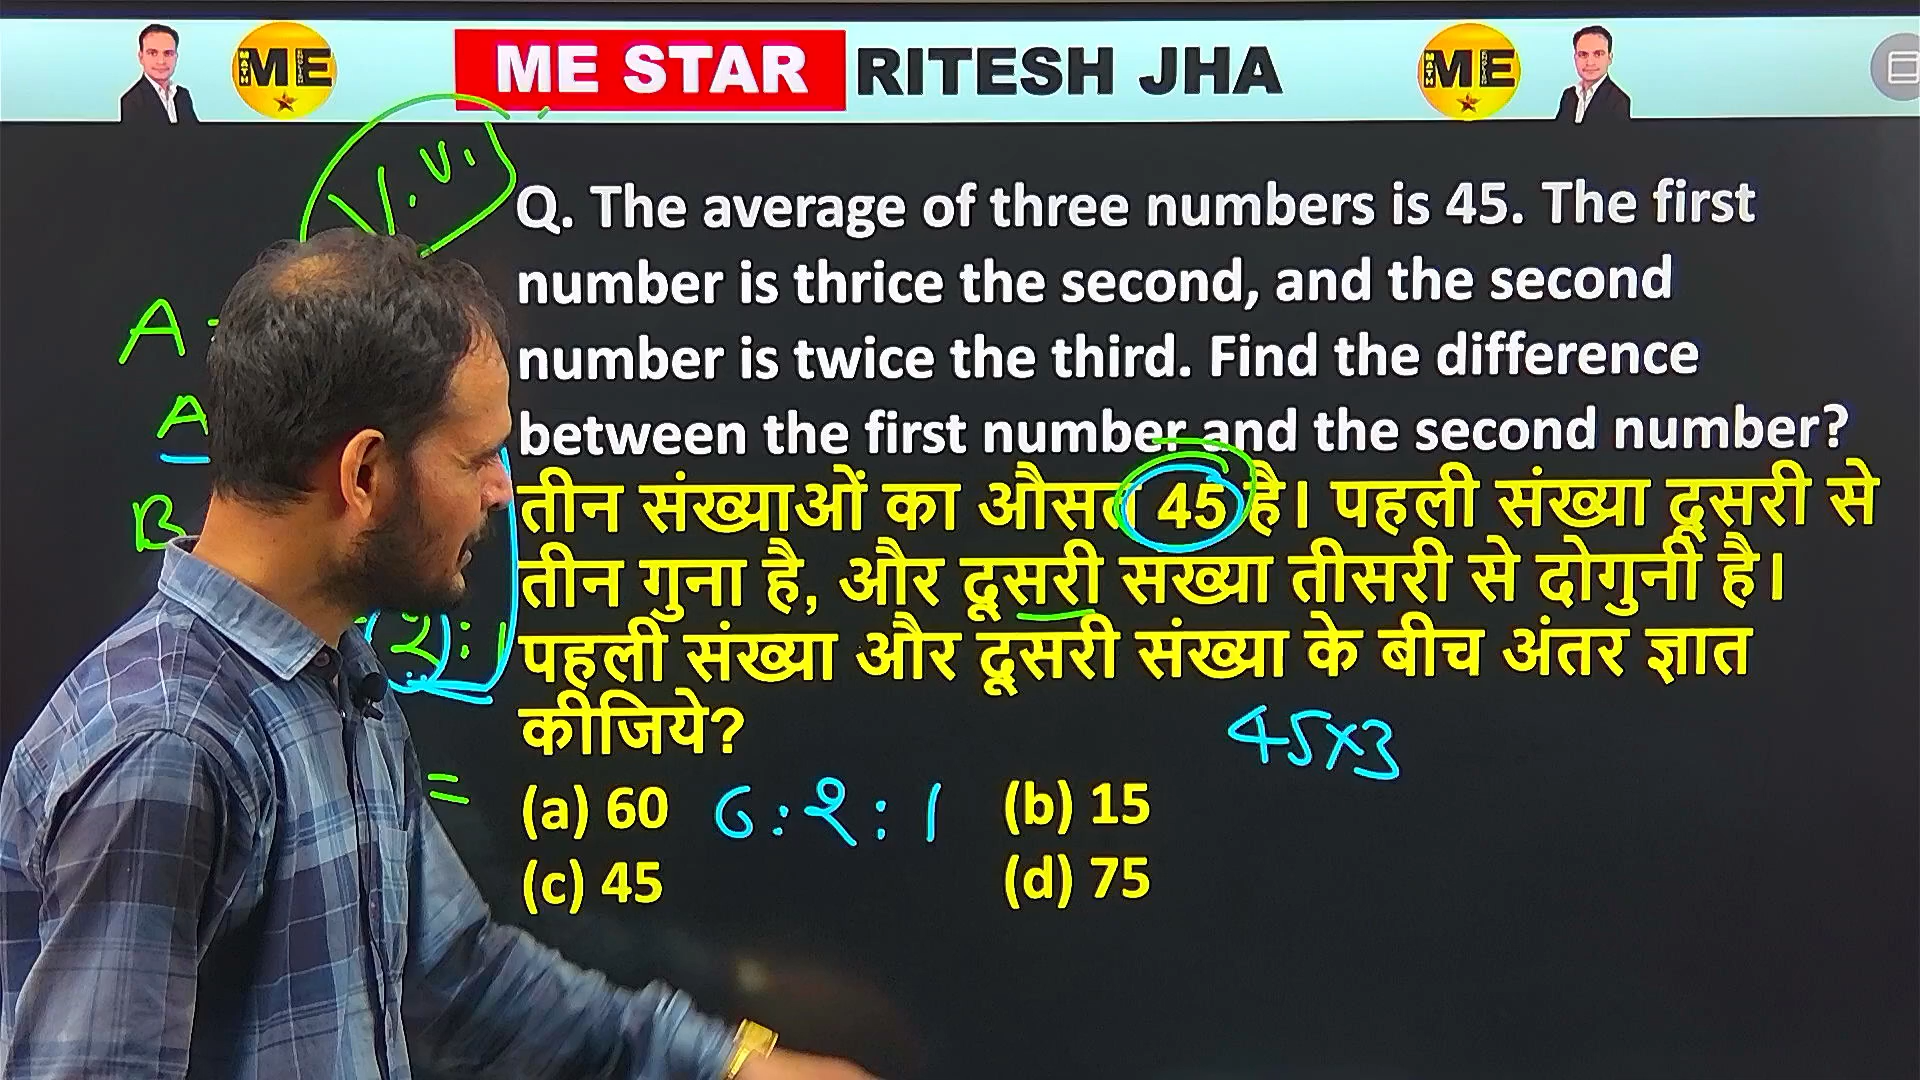 ME ME STAR RITESH JHA ME
V.V.I
Q. The average of three numbers is 45. The first
number is thrice the second, and the second
number is twice the third. Find the difference
between the first number and the second number?
A :
A
B
2 : 1
तीन संख्याओं का औसत 45 है। पहली संख्या दूसरी से
तीन गुना है, और दूसरी सख्या तीसरी से दोगुनी है।
पहली संख्या और दूसरी संख्या के बीच अंतर ज्ञात
कीजिये?
45×3
=
(a) 60 6:2:1 (b) 15
(c) 45 (d) 75